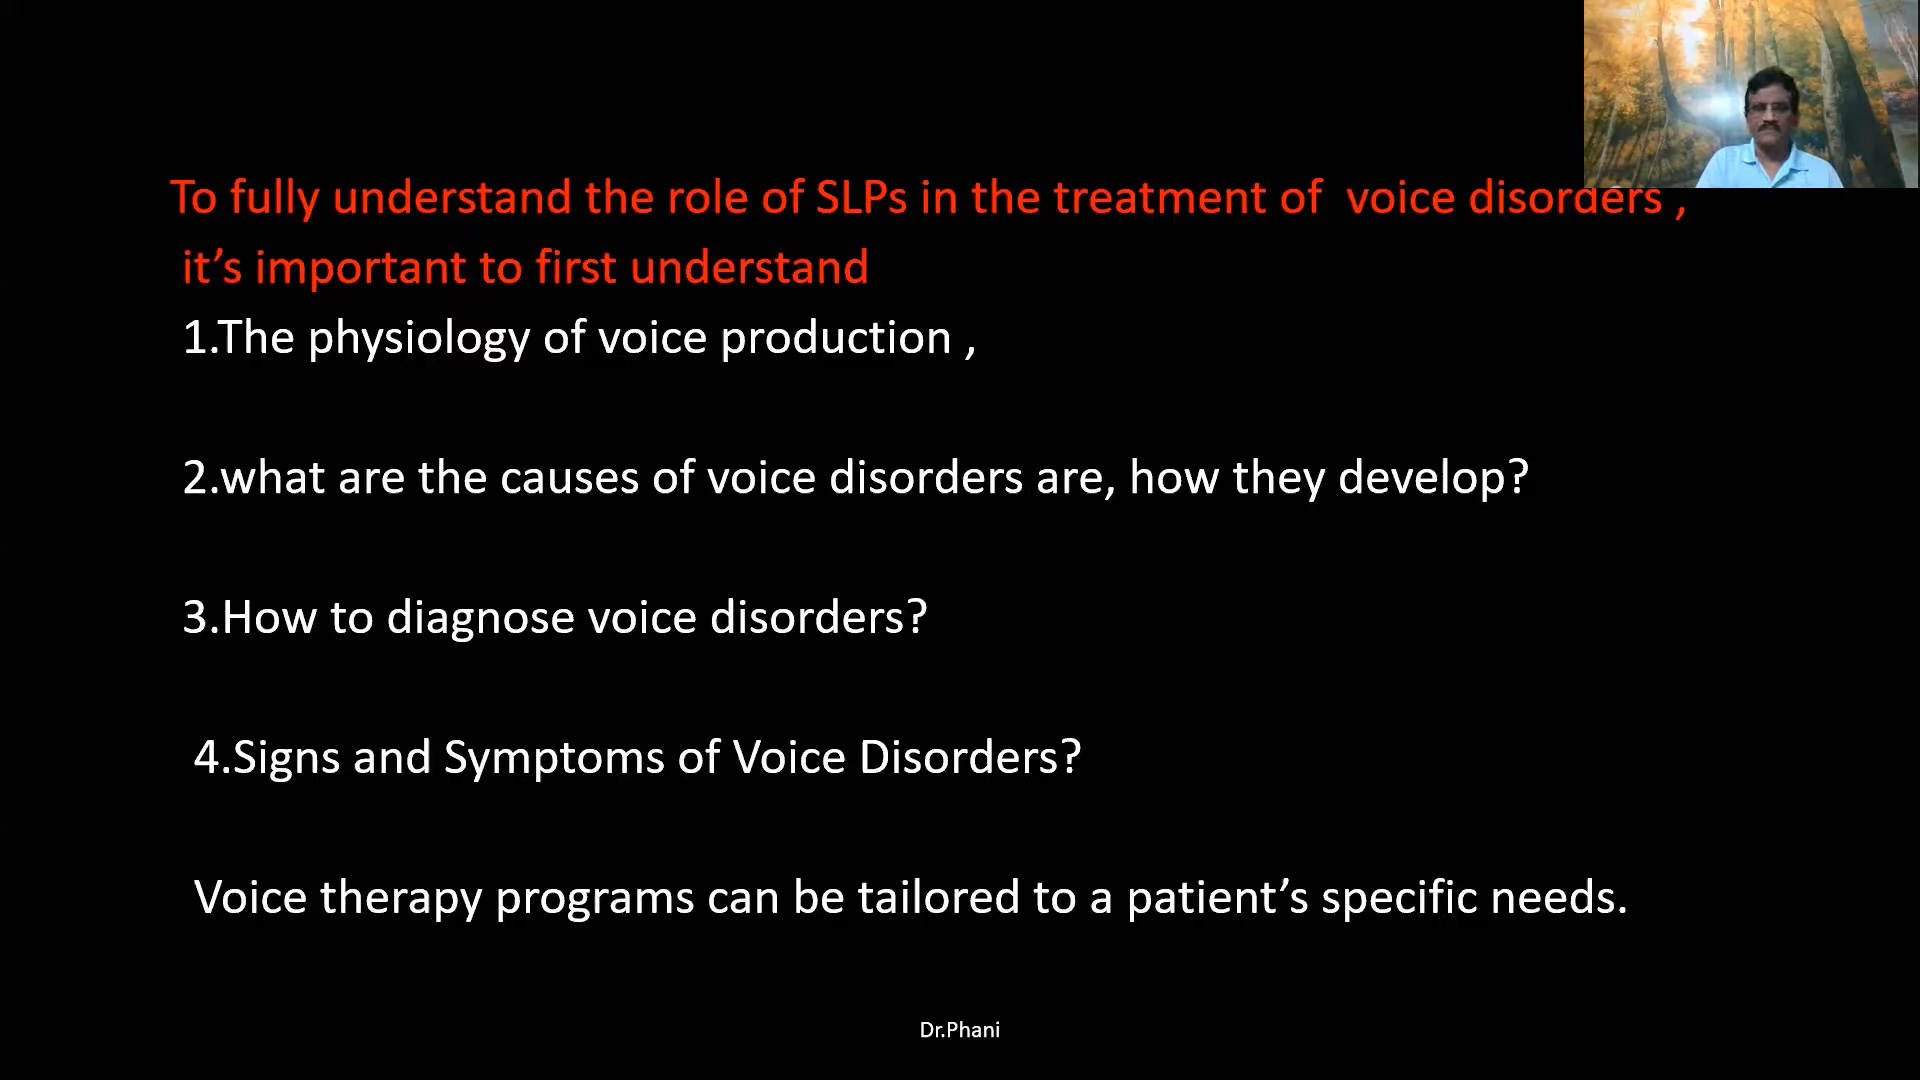 To fully understand the role of SLPs in the treatment of  voice disorders ,
it’s important to first understand
1.The physiology of voice production ,
2.what are the causes of voice disorders are, how they develop?
3.How to diagnose voice disorders?
4.Signs and Symptoms of Voice Disorders?
Voice therapy programs can be tailored to a patient’s specific needs.
Dr.Phani